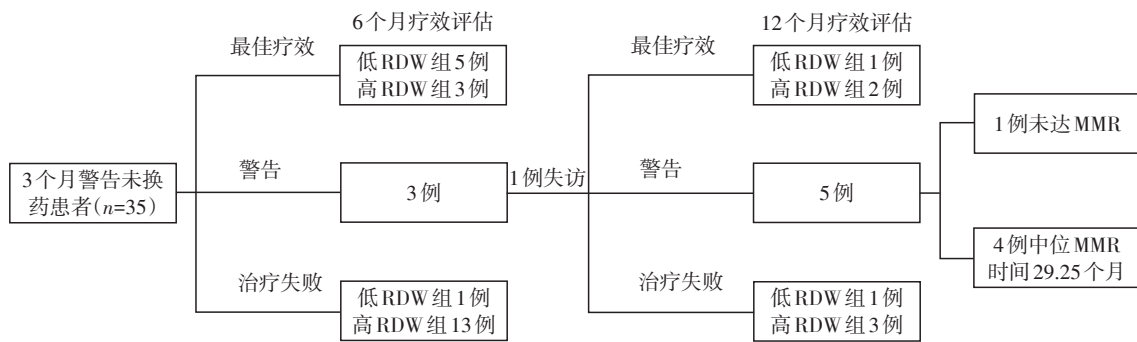 6个月疗效评估
12个月疗效评估
最佳疗效
低RDW组5例
高RDW组3例
最佳疗效
低RDW组1例
高RDW组2例
1例未达MMR
3个月警告未换
药患者(n=35)
警告
3例
1例失访
警告
5例
4例中位MMR
时间29.25个月
治疗失败
低RDW组1例
高RDW组13例
治疗失败
低RDW组1例
高RDW组3例